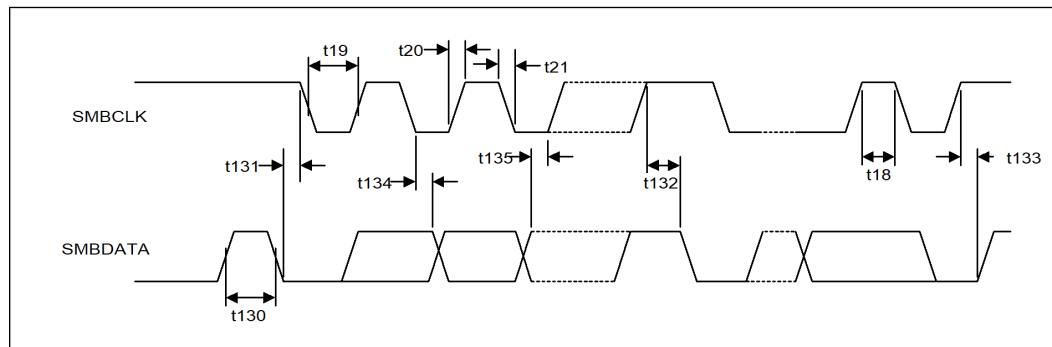 t19
t20
t21
SMBCLK
t131
t134
t135
t132
t18
t133
SMBDATA
t130